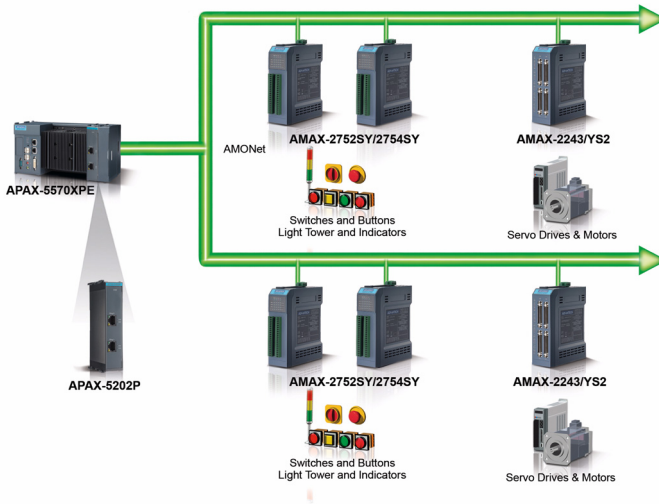 AMAX-2752SY/2754SY
AMAX-2243/YS2
AMONet
APAX-5570XPE
Switches and Buttons
Light Tower and Indicators
Servo Drives & Motors
APAX-5202P
AMAX-2752SY/2754SY
AMAX-2243/YS2
Switches and Buttons
Light Tower and Indicators
Servo Drives & Motors